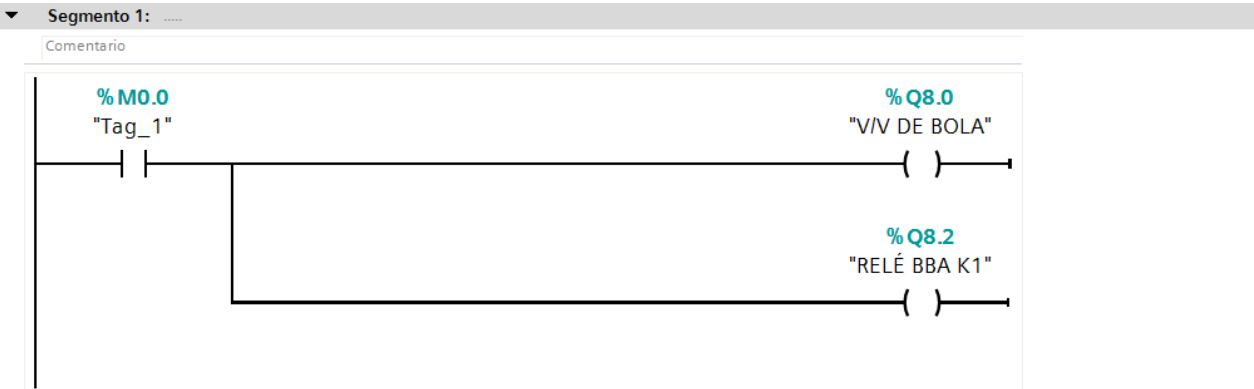 Segmento 1: .....
Comentario
%M0.0
"Tag_1"
%Q8.0
"V/V DE BOLA"
%Q8.2
"RELÉ BBA K1"